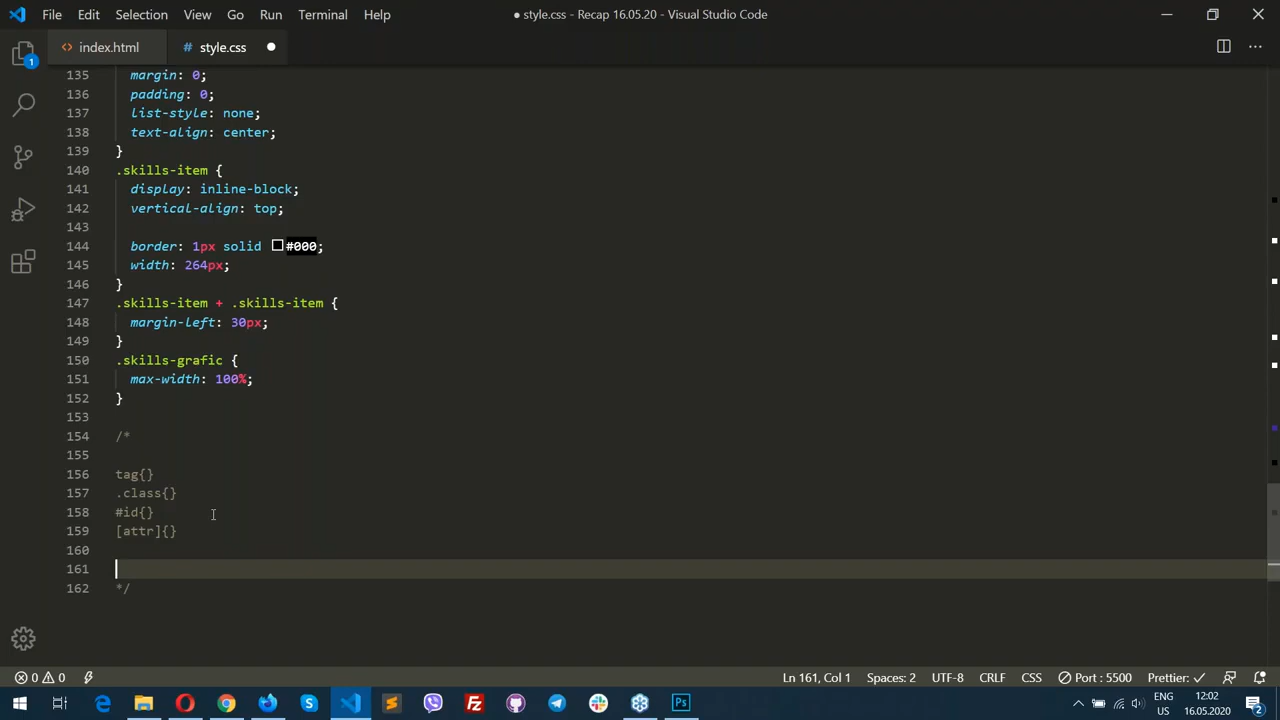 File Edit Selection View Go Run Terminal Help
● style.css - Recap 16.05.20 - Visual Studio Code
<> index.html
# style.css
135 margin: 0;
136 padding: 0;
137 list-style: none;
138 text-align: center;
139 }
140 .skills-item {
141 display: inline-block;
142 vertical-align: top;
143
144 border: 1px solid #000;
145 width: 264px;
146 }
147 .skills-item + .skills-item {
148 margin-left: 30px;
149 }
150 .skills-grafic {
151 max-width: 100%;
152 }
153
154 /*
155
156 tag{}
157 .class{}
158 #id{}
159 [attr]{}
160
161
162 */
1
0 0
Ln 161, Col 1 Spaces: 2 UTF-8 CRLF CSS Port : 5500 Prettier: ✓
ENG 12:02
УС 16.05.2020
2